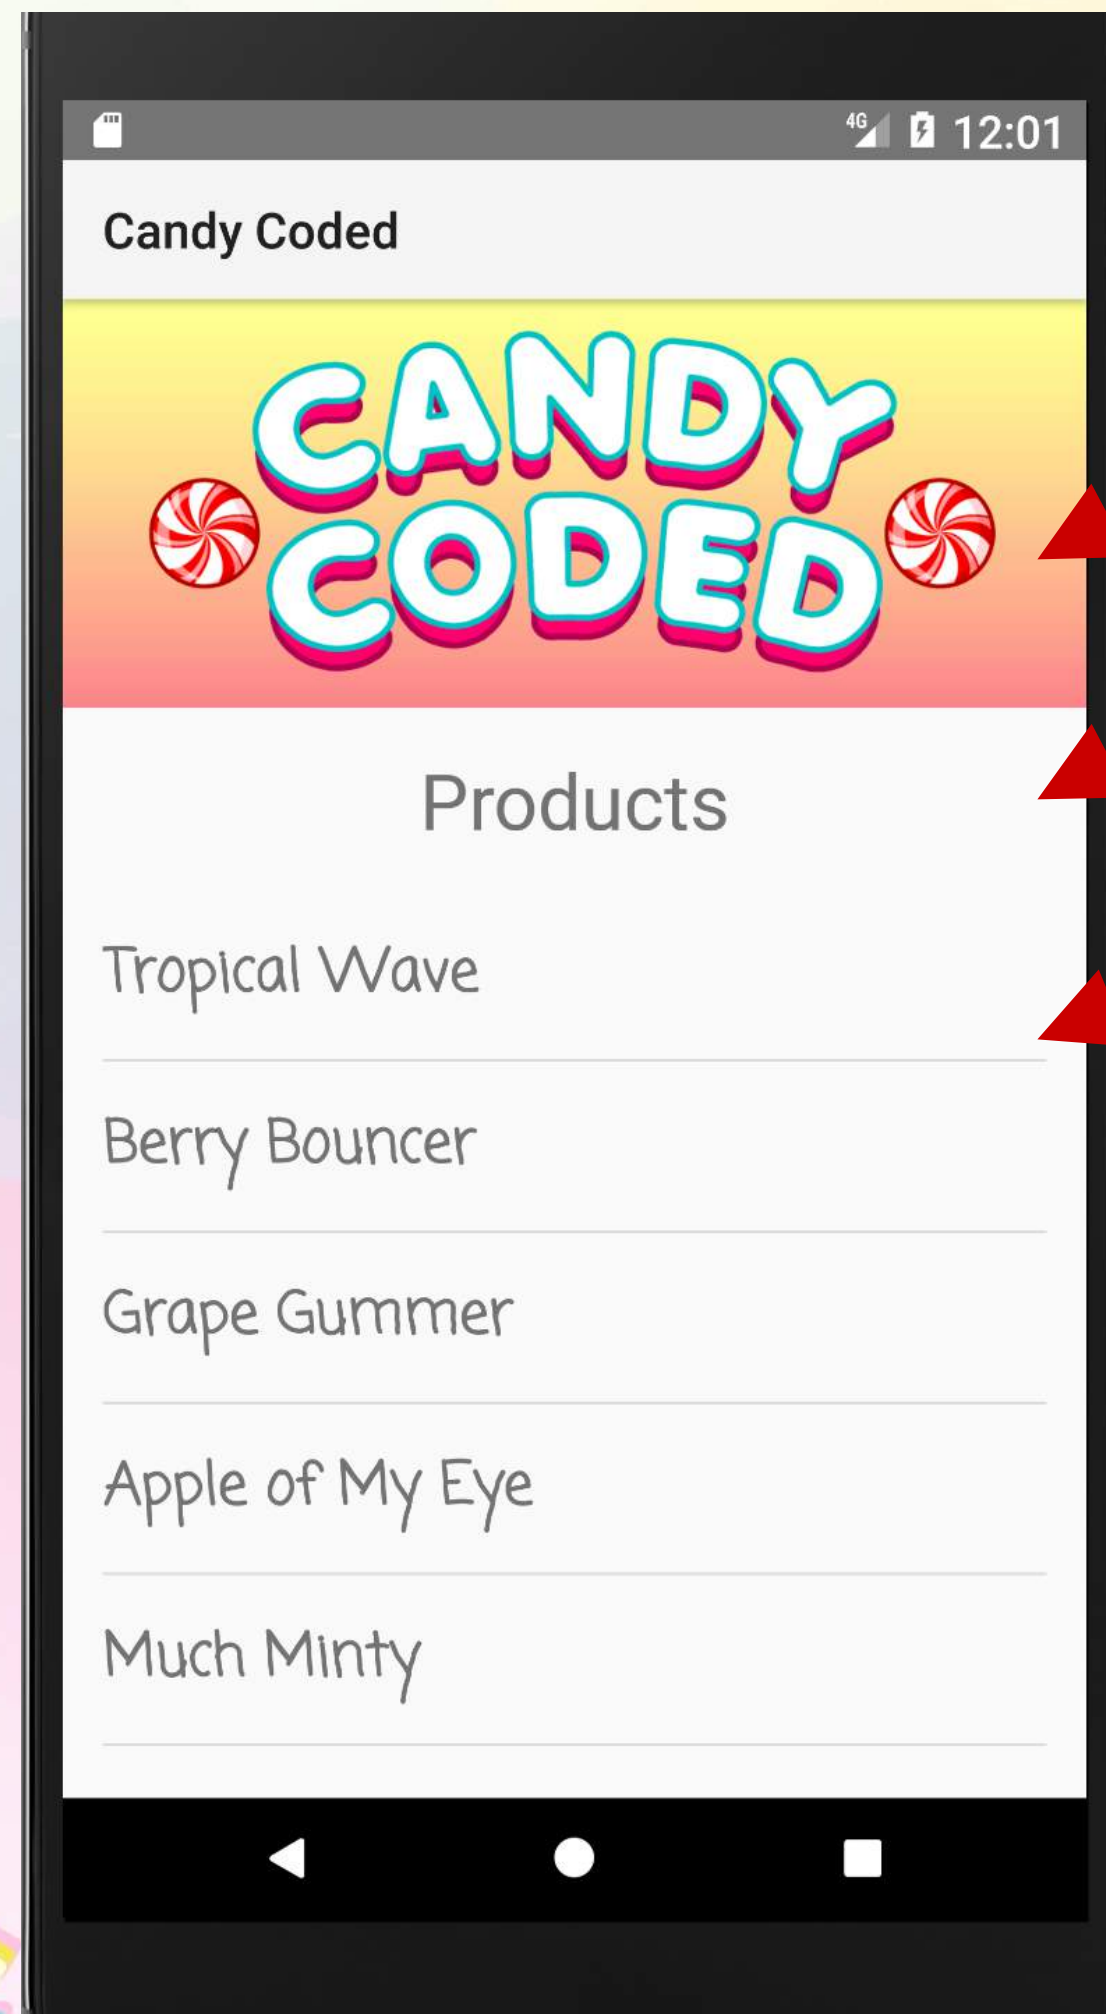 4G 12:01
Candy Coded
CANDY
CODED
Products
Tropical Wave
Berry Bouncer
Grape Gummer
Apple of My Eye
Much Minty